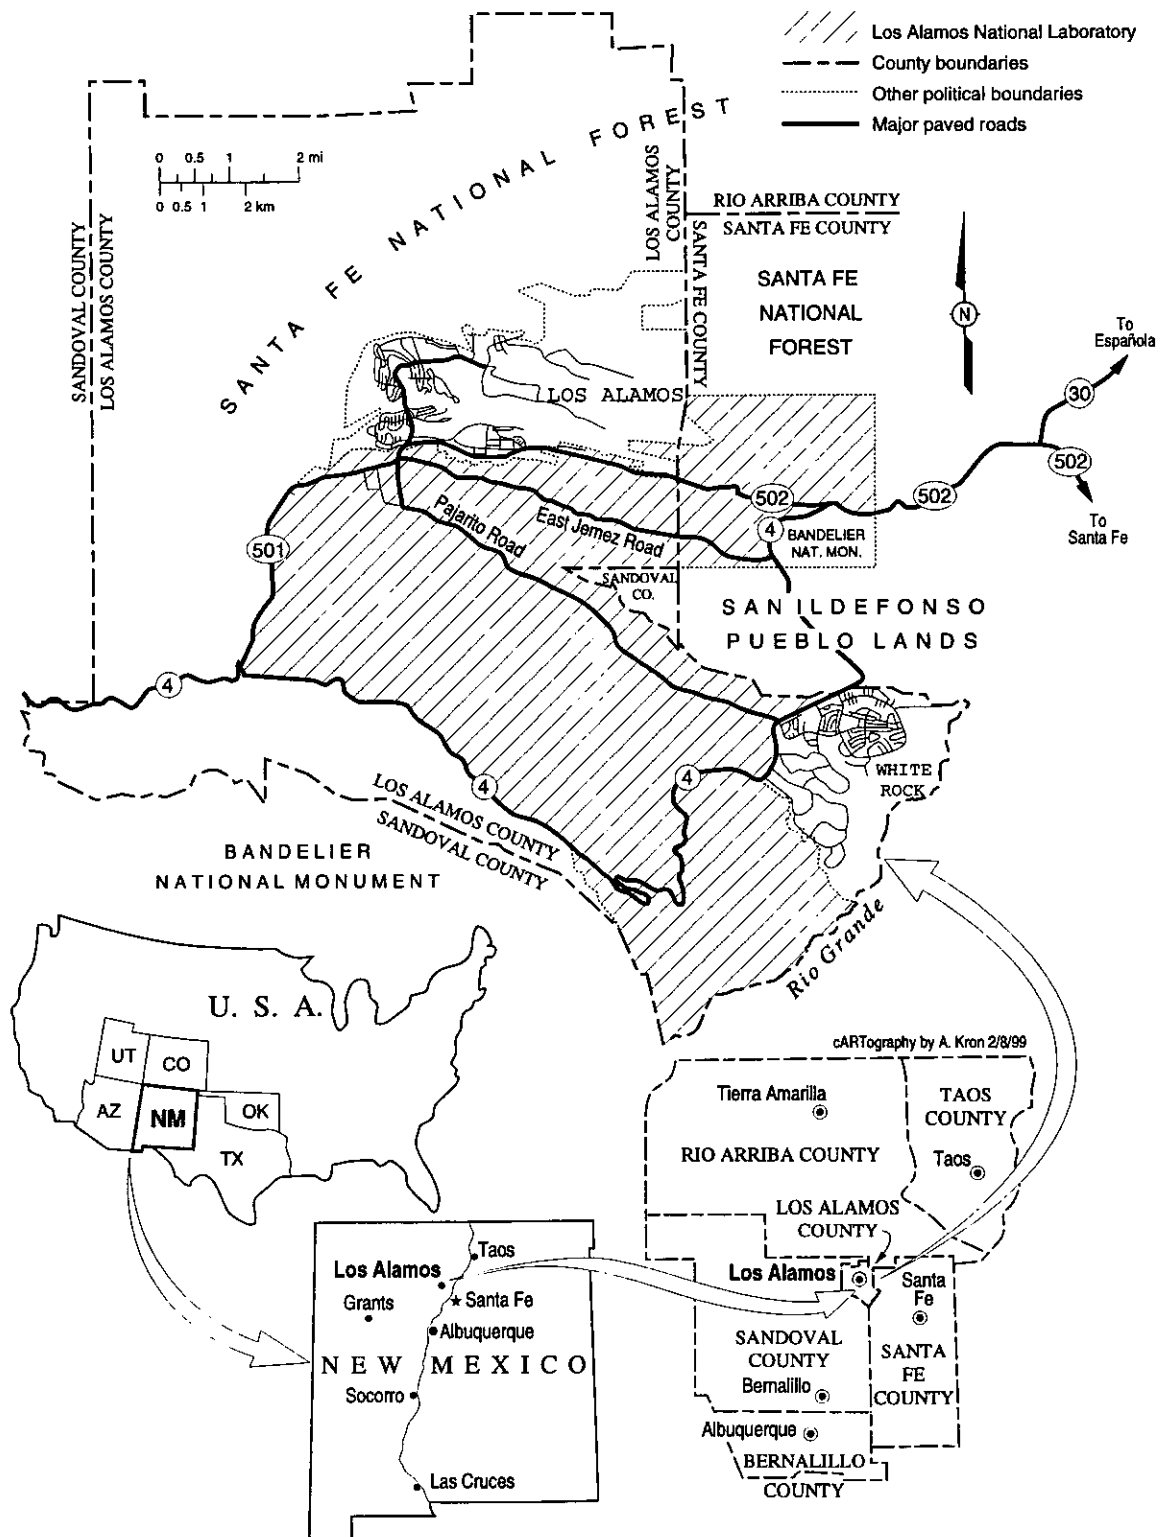 Los Alamos National Laboratory
County boundaries
Other political boundaries
Major paved roads
0 0.5 1 2 mi
0 0.5 1 2 km
SANTA FE NATIONAL FOREST
SANDOVAL COUNTY
LOS ALAMOS COUNTY
LOS ALAMOS
COUNTY
SANTA FE COUNTY
RIO ARRIBA COUNTY
SANTA FE COUNTY
SANTA FE
NATIONAL
FOREST
N
To
Española
30
502
To
Santa Fe
LOS ALAMOS
502
502
4
BANDELIER
NAT. MON.
East Jemez Road
Pajarito Road
501
SANDOVAL
CO.
SAN ILDEFONSO
PUEBLO LANDS
4
4
4
WHITE
ROCK
LOS ALAMOS COUNTY
SANDOVAL COUNTY
BANDELIER
NATIONAL MONUMENT
Rio Grande
U. S. A.
UT
CO
AZ
NM
OK
TX
cARTography by A. Kron 2/8/99
Tierra Amarilla
TAOS
COUNTY
RIO ARRIBA COUNTY
Taos
LOS ALAMOS
COUNTY
Los Alamos
Santa
Fe
SANDOVAL
COUNTY
SANTA
FE
COUNTY
Bernalillo
Albuquerque
BERNALILLO
COUNTY
Taos
Los Alamos
Grants
Santa Fe
Albuquerque
NEW MEXICO
Socorro
Las Cruces